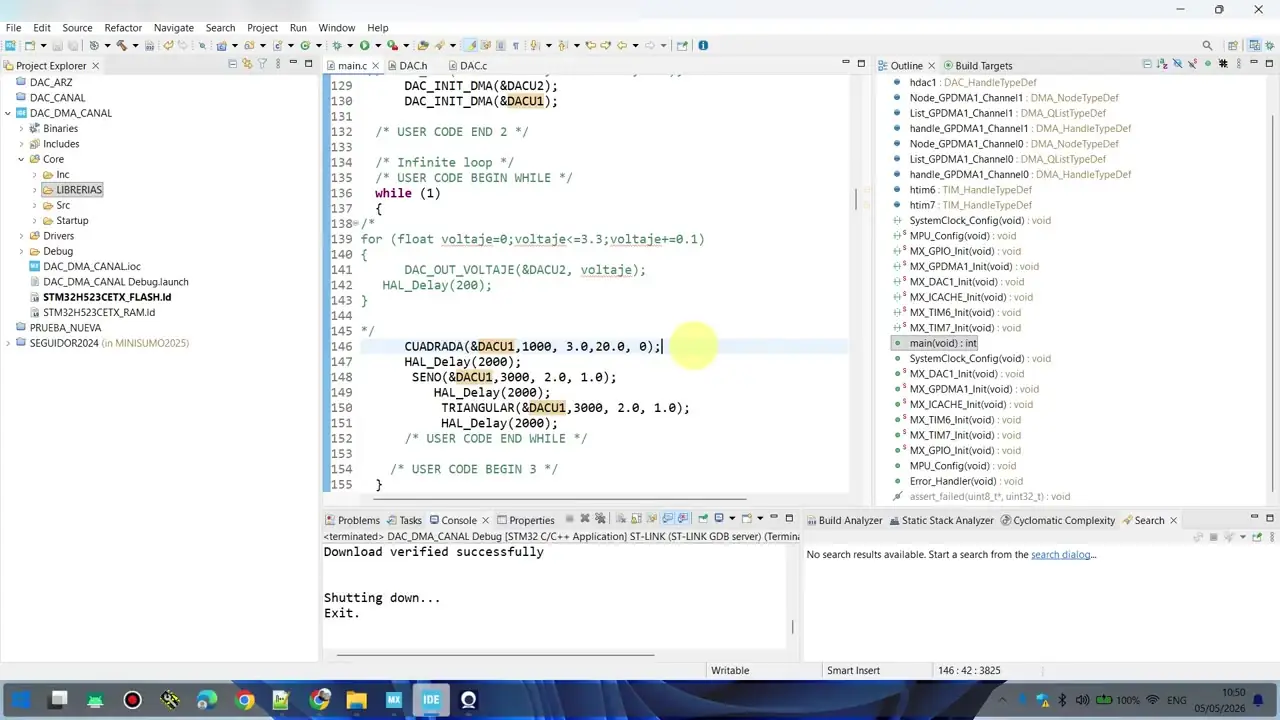 File Edit Source Refactor Navigate Search Project Run Window Help
Project Explorer
DAC_ARZ
DAC_CANAL
DAC_DMA_CANAL
Binaries
Includes
Core
Inc
LIBRERIAS
Src
Startup
Drivers
Debug
DAC_DMA_CANAL.ioc
DAC_DMA_CANAL Debug.launch
STM32H523CETX_FLASH.ld
STM32H523CETX_RAM.ld
PRUEBA_NUEVA
SEGUIDOR2024 (in MINISUMO2025)
main.c DAC.h DAC.c
129 DAC_INIT_DMA(&DACU2);
130 DAC_INIT_DMA(&DACU1);
131
132 /* USER CODE END 2 */
133
134 /* Infinite loop */
135 /* USER CODE BEGIN WHILE */
136 while (1)
137 {
138 /*
139 for (float voltaje=0;voltaje<=3.3;voltaje+=0.1)
140 {
141 DAC_OUT_VOLTAJE(&DACU2, voltaje);
142 HAL_Delay(200);
143 }
144
145 */
146 CUADRADA(&DACU1,1000, 3.0,20.0, 0);
147 HAL_Delay(2000);
148 SENO(&DACU1,3000, 2.0, 1.0);
149 HAL_Delay(2000);
150 TRIANGULAR(&DACU1,3000, 2.0, 1.0);
151 HAL_Delay(2000);
152 /* USER CODE END WHILE */
153
154 /* USER CODE BEGIN 3 */
155 }
Outline Build Targets
hdac1 : DAC_HandleTypeDef
Node_GPDMA1_Channel1 : DMA_NodeTypeDef
List_GPDMA1_Channel1 : DMA_QListTypeDef
handle_GPDMA1_Channel1 : DMA_HandleTypeDef
Node_GPDMA1_Channel0 : DMA_NodeTypeDef
List_GPDMA1_Channel0 : DMA_QListTypeDef
handle_GPDMA1_Channel0 : DMA_HandleTypeDef
htim6 : TIM_HandleTypeDef
htim7 : TIM_HandleTypeDef
SystemClock_Config(void) : void
MPU_Config(void) : void
MX_GPIO_Init(void) : void
MX_GPDMA1_Init(void) : void
MX_DAC1_Init(void) : void
MX_ICACHE_Init(void) : void
MX_TIM6_Init(void) : void
MX_TIM7_Init(void) : void
main(void) : int
SystemClock_Config(void) : void
MX_DAC1_Init(void) : void
MX_GPDMA1_Init(void) : void
MX_ICACHE_Init(void) : void
MX_TIM6_Init(void) : void
MX_TIM7_Init(void) : void
MX_GPIO_Init(void) : void
MPU_Config(void) : void
Error_Handler(void) : void
assert_failed(uint8_t*, uint32_t) : void
Problems Tasks Console Properties
<terminated> DAC_DMA_CANAL Debug [STM32 C/C++ Application] ST-LINK (ST-LINK GDB server) (Termina
Download verified successfully
Shutting down...
Exit.
Build Analyzer Static Stack Analyzer Cyclomatic Complexity Search
No search results available. Start a search from the search dialog...
Writable Smart Insert 146 : 42 : 3825
MX IDE
100% ENG 10:50
05/05/2026